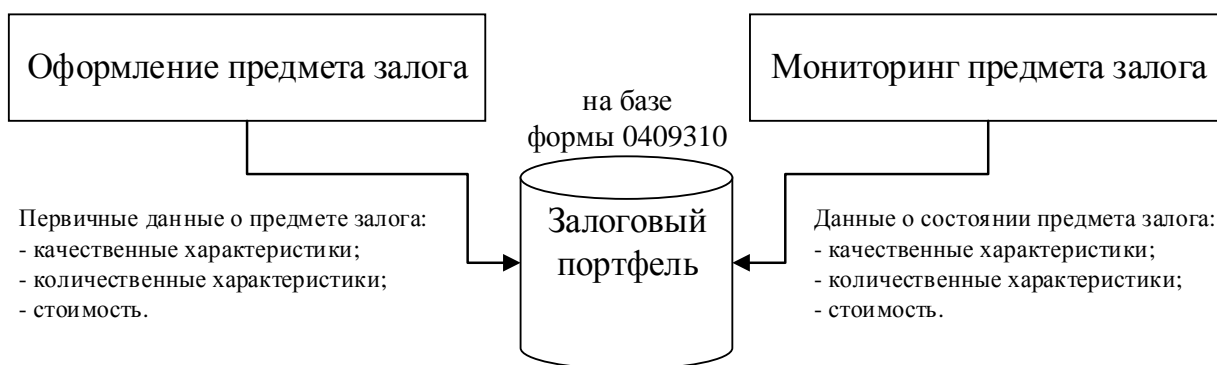 Оформление предмета залога
Мониторинг предмета залога
на базе
формы 0409310
Залоговый
портфель
Первичные данные о предмете залога:
- качественные характеристики;
- количественные характеристики;
- стоимость.
Данные о состоянии предмета залога:
- качественные характеристики;
- количественные характеристики;
- стоимость.